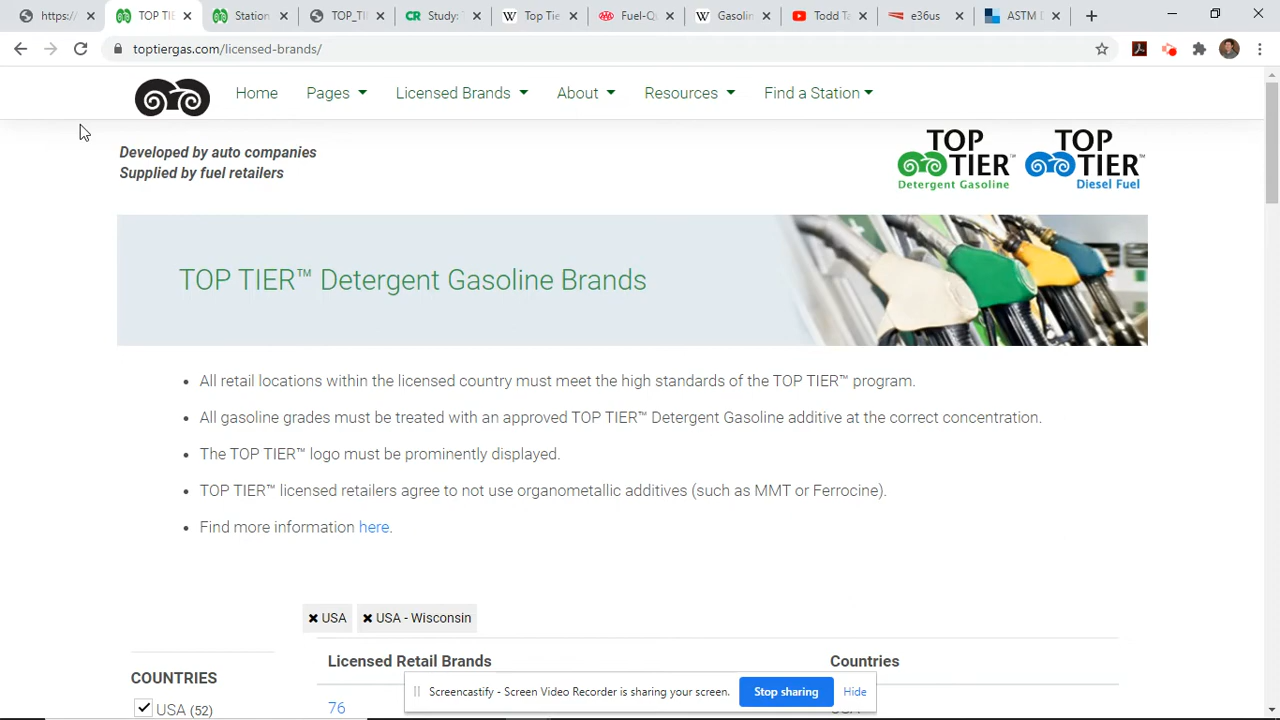 https:/
TOP TIE
Station
TOP_TI
CR Study:
W Top Tie
Fuel-Q
W Gasolin
Todd Ta
e36us
ASTM
toptiergas.com/licensed-brands/
Home Pages Licensed Brands About Resources Find a Station
Developed by auto companies
Supplied by fuel retailers
TOP TIER™ Detergent Gasoline
TOP TIER™ Diesel Fuel
TOP TIER™ Detergent Gasoline Brands
• All retail locations within the licensed country must meet the high standards of the TOP TIER™ program.
• All gasoline grades must be treated with an approved TOP TIER™ Detergent Gasoline additive at the correct concentration.
• The TOP TIER™ logo must be prominently displayed.
• TOP TIER™ licensed retailers agree to not use organometallic additives (such as MMT or Ferrocine).
• Find more information here.
✖ USA ✖ USA - Wisconsin
Licensed Retail Brands Countries
COUNTRIES
Screencastify - Screen Video Recorder is sharing your screen. Stop sharing Hide
USA (52)
76